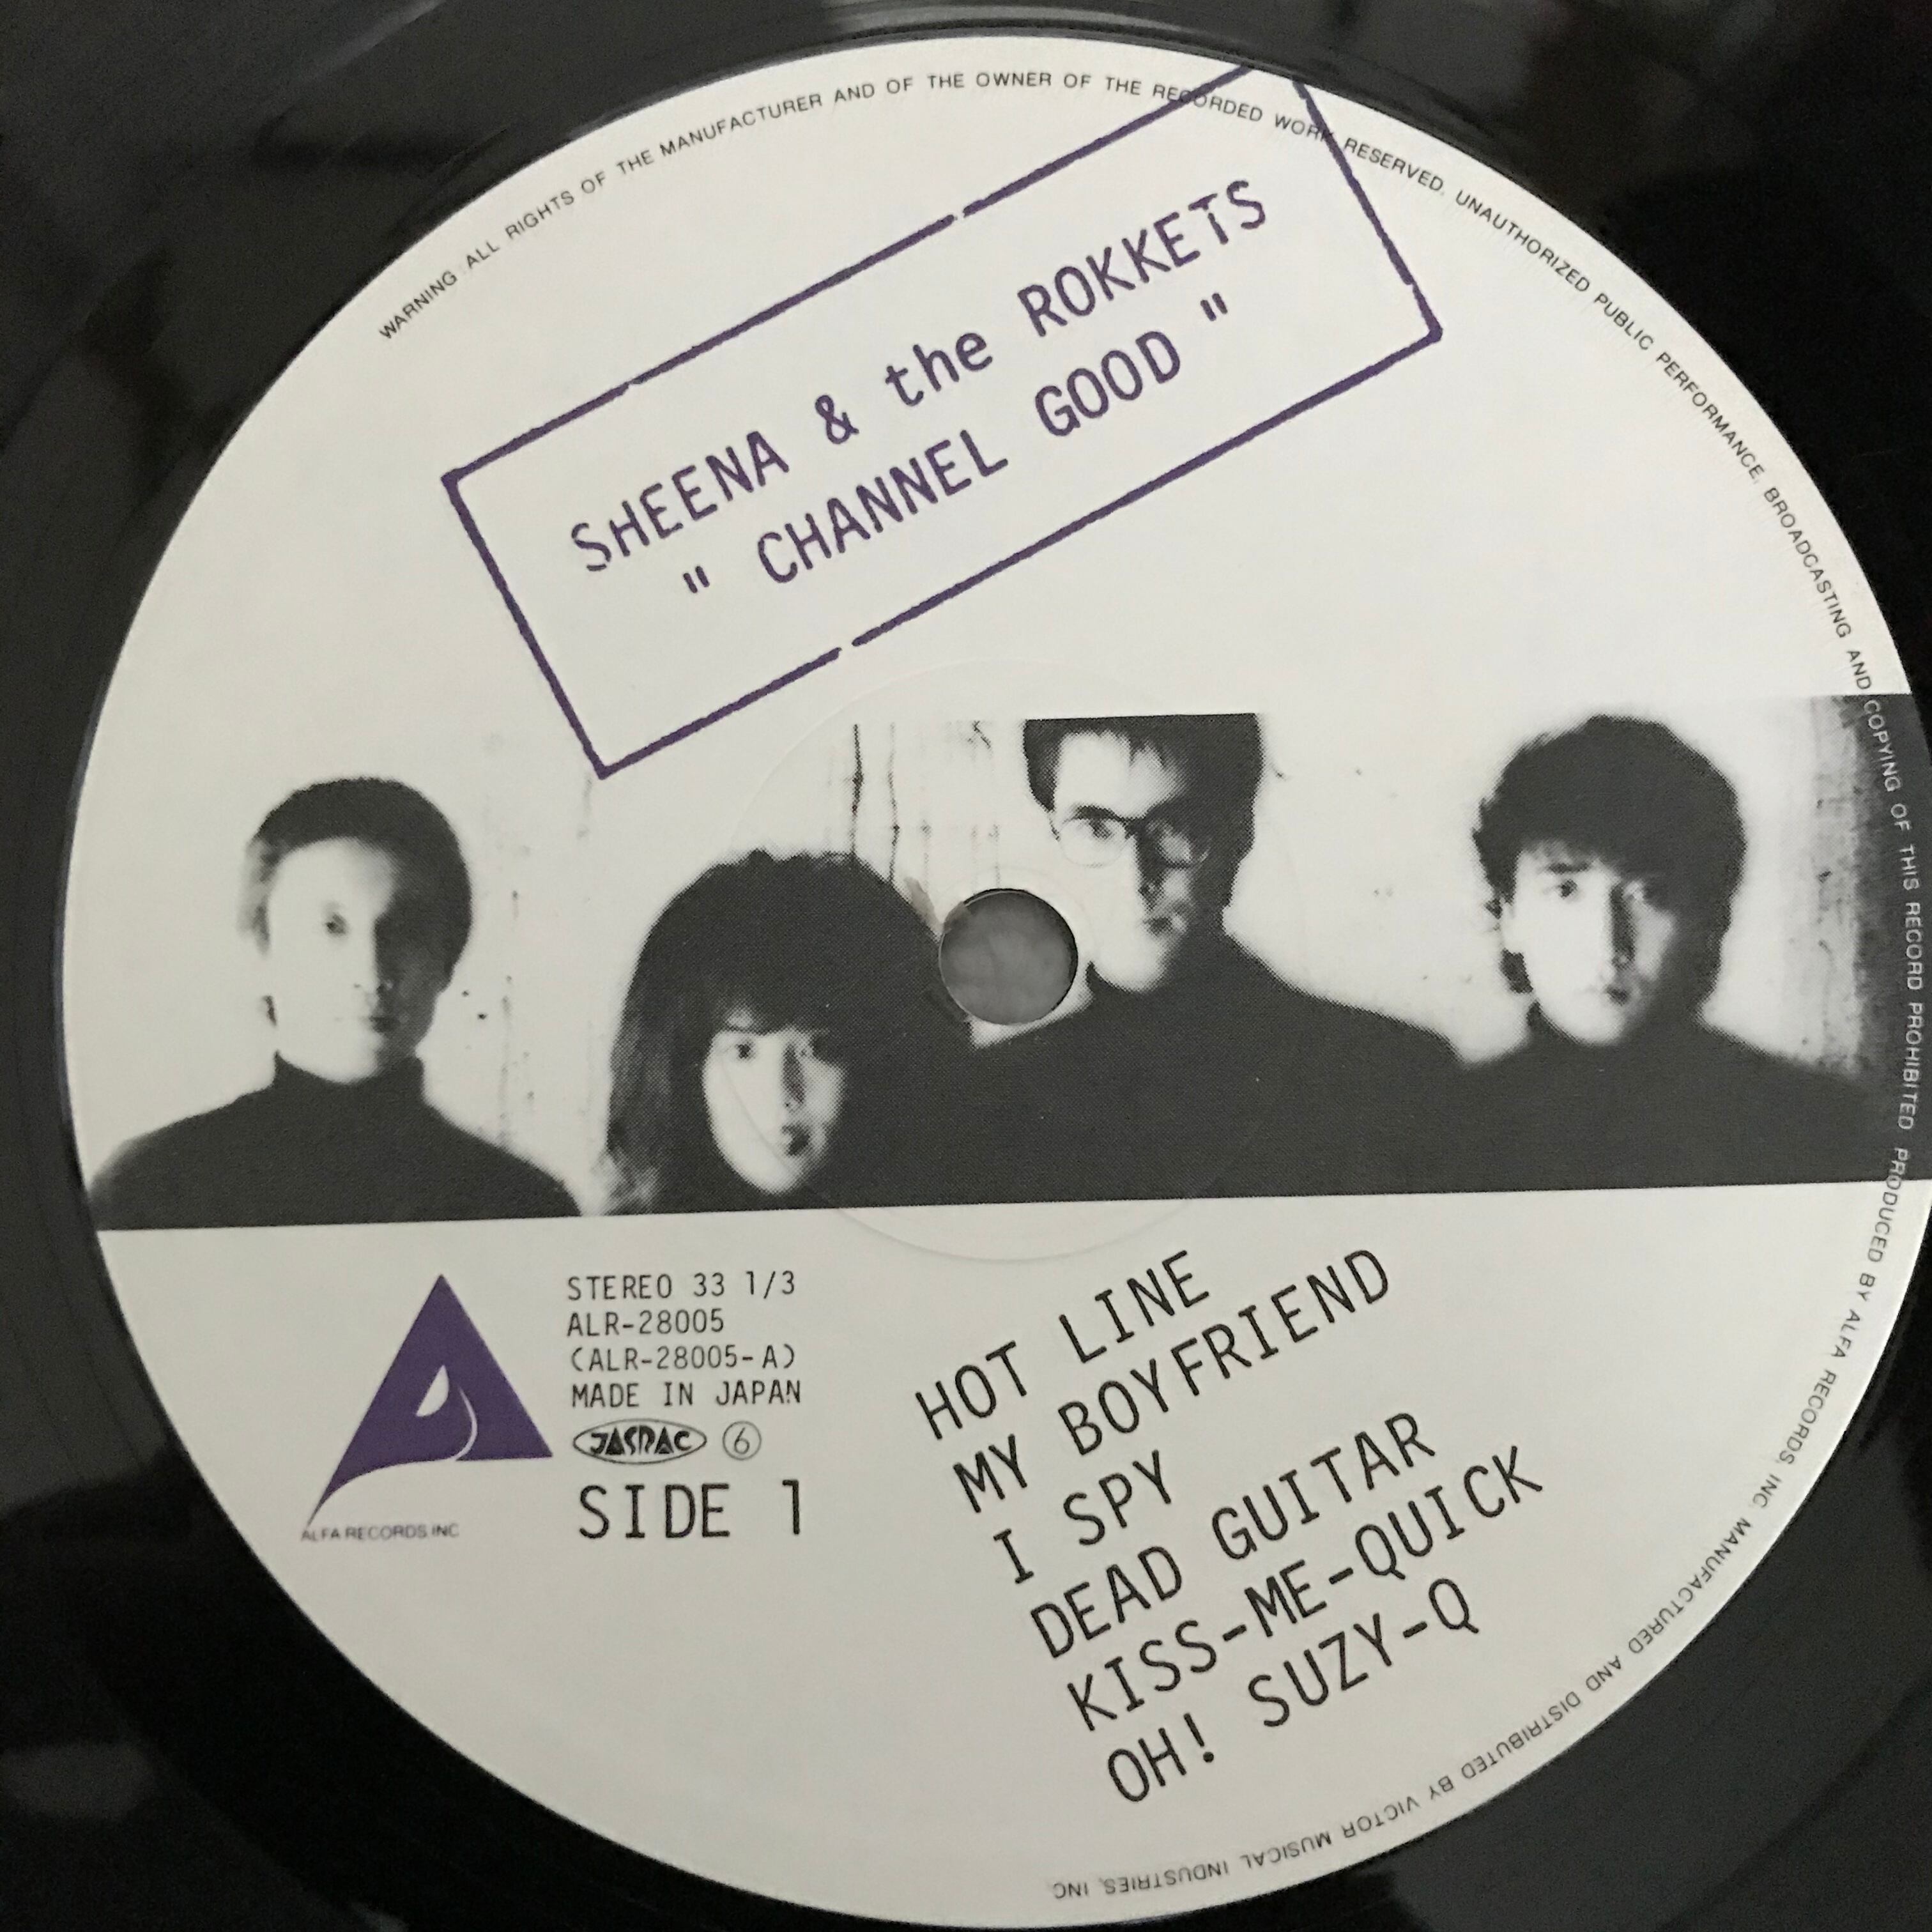 WARNING. ALL RIGHTS OF THE MANUFACTURER AND OF THE OWNER OF THE RECORDED WORK RESERVED. UNAUTHORIZED PUBLIC PERFORMANCE, BROADCASTING AND COPYING OF THIS RECORD PROHIBITED PRODUCED BY ALFA RECORDS, INC. MANUFACTURED AND DISTRIBUTED BY VICTOR MUSICAL INDUSTRIES, INC.
SHEENA & the ROKKETS
" CHANNEL GOOD "
ALFA RECORDS, INC
STEREO 33 1/3
ALR-28005
(ALR-28005-A)
MADE IN JAPAN
JASRAC ⑥
SIDE 1
HOT LINE
MY BOYFRIEND
I SPY
DEAD GUITAR
KISS-ME-QUICK
OH! SUZY-Q